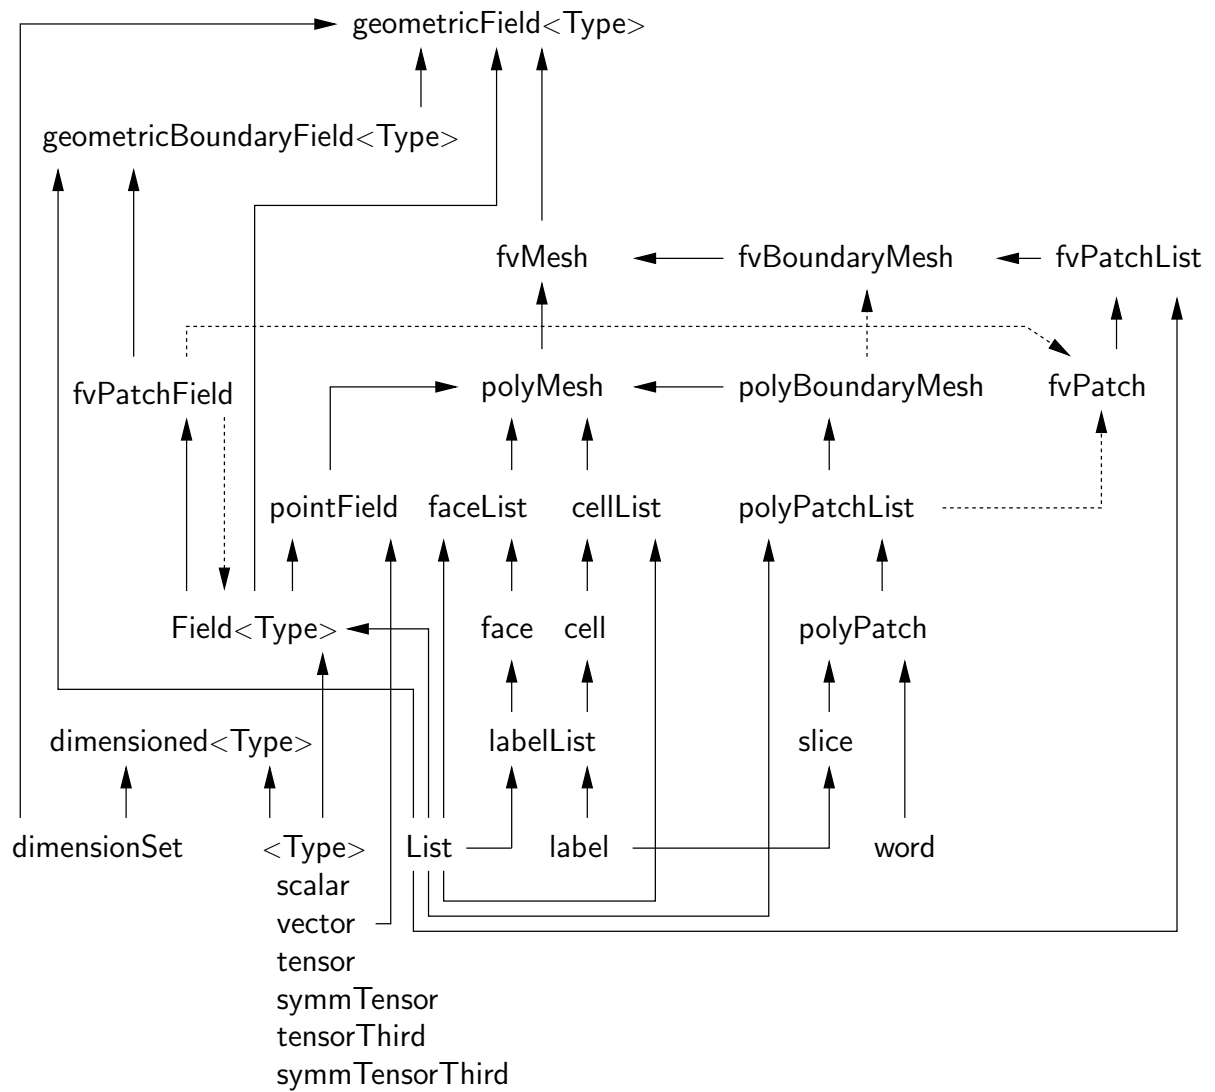 geometricField<Type>
geometricBoundaryField<Type>
fvMesh
fvBoundaryMesh
fvPatchList
fvPatchField
polyMesh
polyBoundaryMesh
fvPatch
pointField
faceList
cellList
polyPatchList
Field<Type>
face
cell
polyPatch
dimensioned<Type>
labelList
slice
dimensionSet
<Type>
List
label
word
scalar
vector
tensor
symmTensor
tensorThird
symmTensorThird